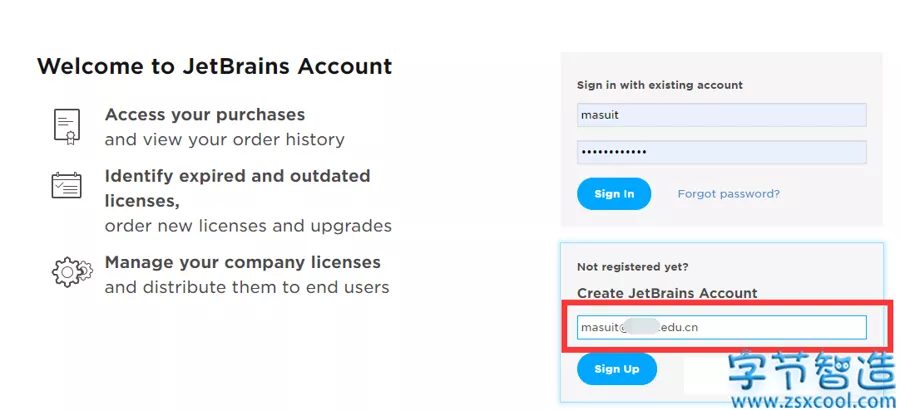 Welcome to JetBrains Account
Access your purchases
and view your order history
Identify expired and outdated
licenses,
order new licenses and upgrades
Manage your company licenses
and distribute them to end users
Sign in with existing account
masuit
••••••••••••
Sign In
Forgot password?
Not registered yet?
Create JetBrains Account
masuit@ .edu.cn
Sign Up
字节智造
www.zsxcool.com